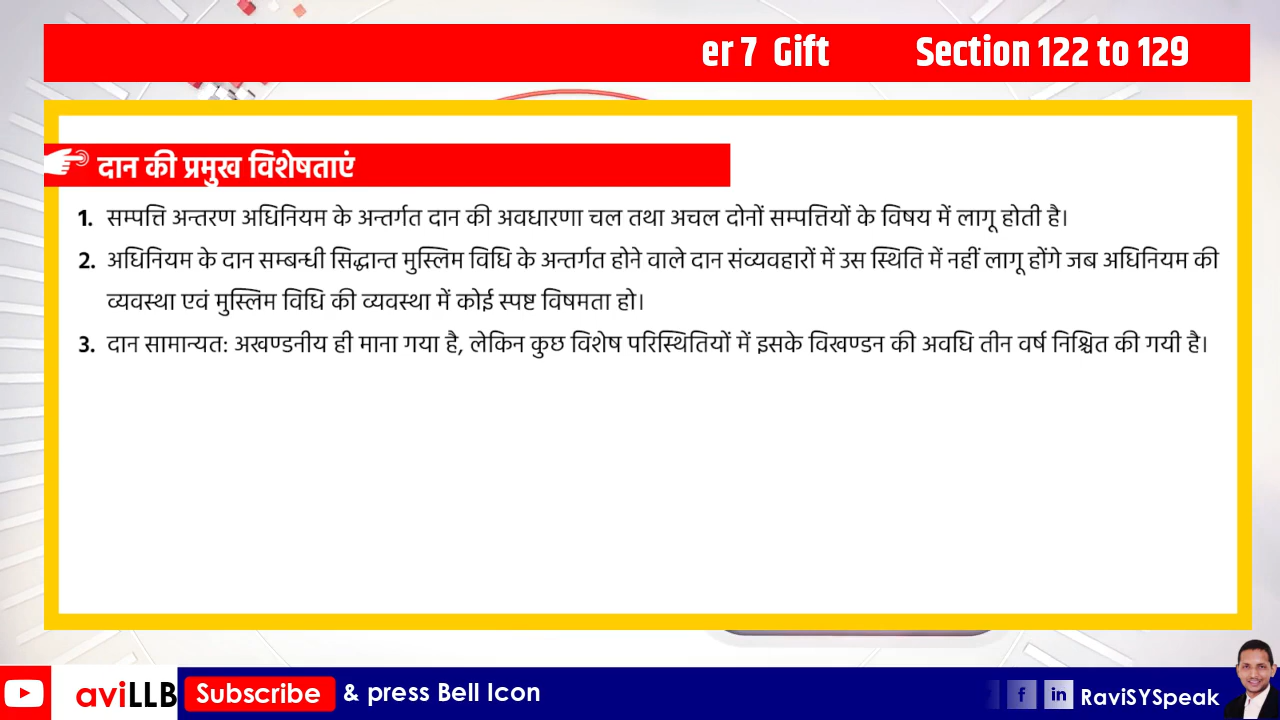 er 7 Gift Section 122 to 129
दान की प्रमुख विशेषताएं
1. सम्पत्ति अन्तरण अधिनियम के अन्तर्गत दान की अवधारणा चल तथा अचल दोनों सम्पत्तियों के विषय में लागू होती है।
2. अधिनियम के दान सम्बन्धी सिद्धान्त मुस्लिम विधि के अन्तर्गत होने वाले दान संव्यवहारों में उस स्थिति में नहीं लागू होंगे जब अधिनियम की
व्यवस्था एवं मुस्लिम विधि की व्यवस्था में कोई स्पष्ट विषमता हो।
3. दान सामान्यत: अखण्डनीय ही माना गया है, लेकिन कुछ विशेष परिस्थितियों में इसके विखण्डन की अवधि तीन वर्ष निश्चित की गयी है।
aviLLB Subscribe & press Bell Icon f in RaviSYSpeak